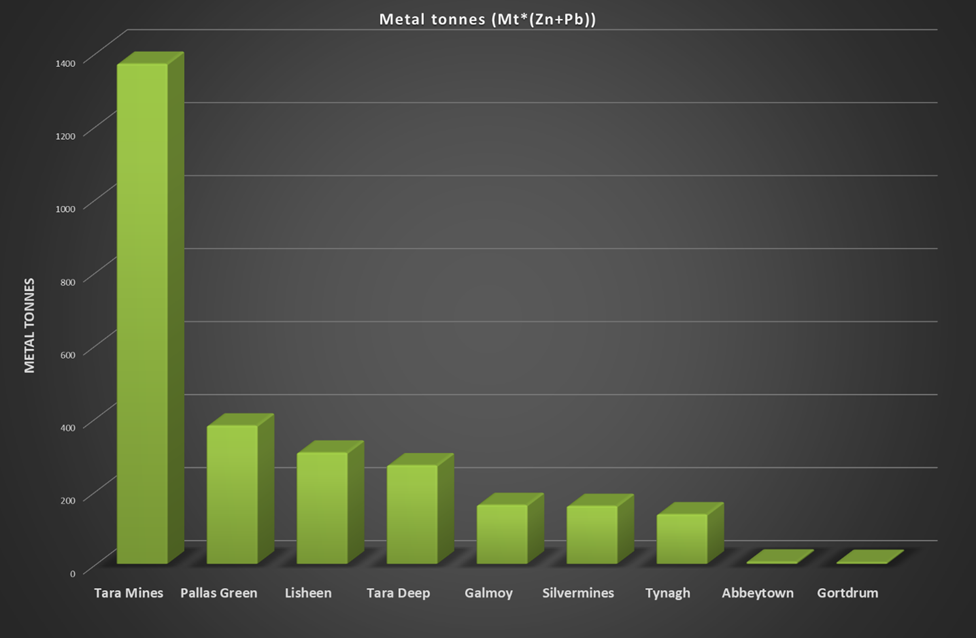 Metal tonnes (Mt*(Zn+Pb))
METAL TONNES
1400
1200
1000
800
600
400
200
0
Tara Mines Pallas Green Lisheen Tara Deep Galmoy Silvermines Tynagh Abbeytown Gortdrum